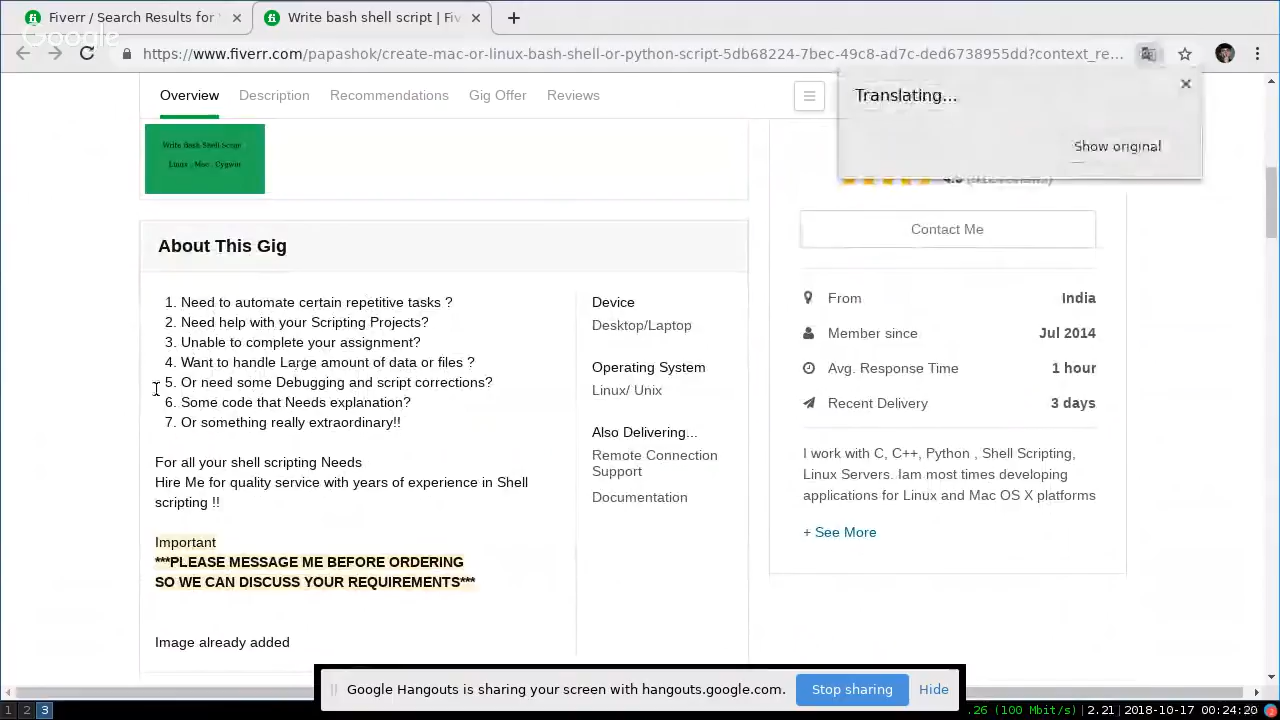 Fiverr / Search Results for
Write bash shell script | Fiv
Google
https://www.fiverr.com/papashok/create-mac-or-linux-bash-shell-or-python-script-5db68224-7bec-49c8-ad7c-ded6738955dd?context_re...
Overview Description Recommendations Gig Offer Reviews
Translating...
Show original
Write Bash Shell Script
Linux , Mac , Cygwin
Contact Me
About This Gig
1. Need to automate certain repetitive tasks ?
2. Need help with your Scripting Projects?
3. Unable to complete your assignment?
4. Want to handle Large amount of data or files ?
5. Or need some Debugging and script corrections?
6. Some code that Needs explanation?
7. Or something really extraordinary!!
For all your shell scripting Needs
Hire Me for quality service with years of experience in Shell
scripting !!
Important
***PLEASE MESSAGE ME BEFORE ORDERING
SO WE CAN DISCUSS YOUR REQUIREMENTS***
Image already added
Device
Desktop/Laptop
Operating System
Linux/ Unix
Also Delivering...
Remote Connection
Support
Documentation
From India
Member since Jul 2014
Avg. Response Time 1 hour
Recent Delivery 3 days
I work with C, C++, Python , Shell Scripting,
Linux Servers. Iam most times developing
applications for Linux and Mac OS X platforms
+ See More
Google Hangouts is sharing your screen with hangouts.google.com.
Stop sharing
Hide
1 2 3
.26 (100 Mbit/s)| 2.21 | 2018-10-17 00:24:20